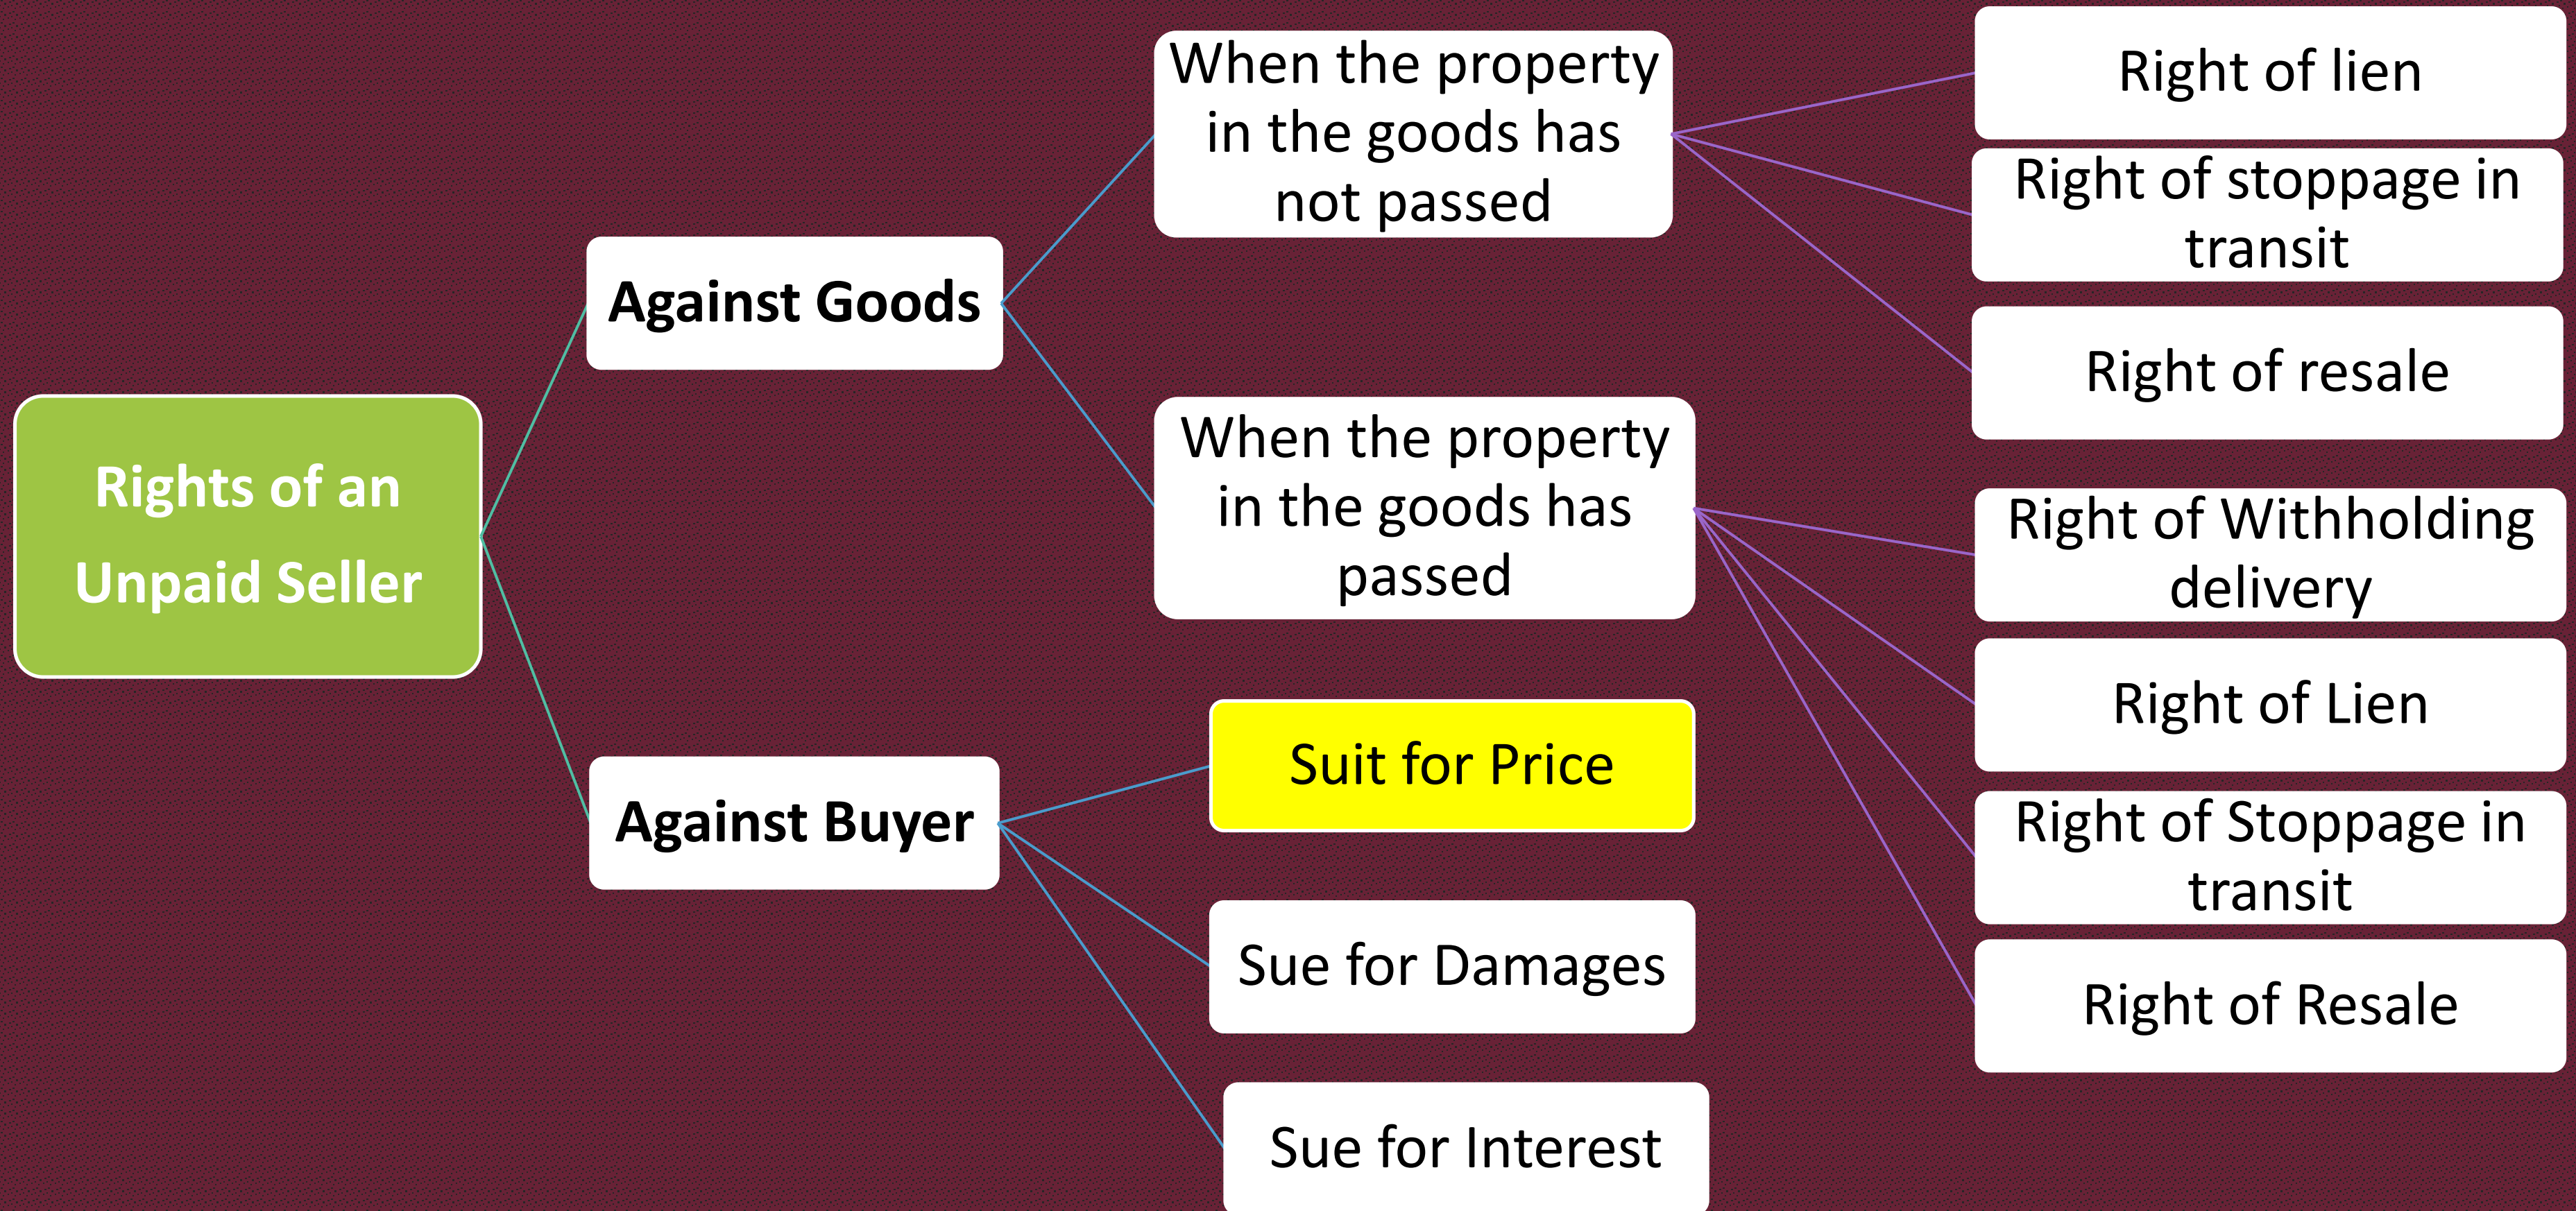 Rights of an
Unpaid Seller
Against Goods
When the property
in the goods has
not passed
Right of lien
Right of stoppage in
transit
Right of resale
When the property
in the goods has
passed
Right of Withholding
delivery
Right of Lien
Right of Stoppage in
transit
Right of Resale
Against Buyer
Suit for Price
Sue for Damages
Sue for Interest